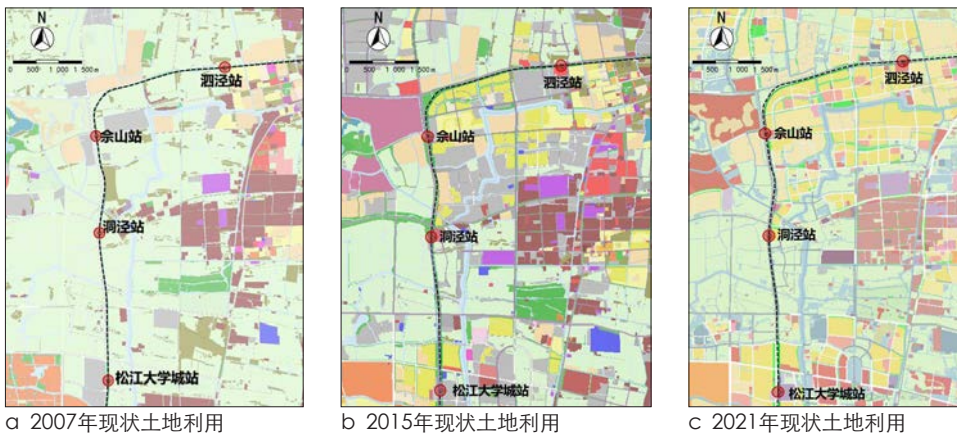 N
0 500 1 000 1 500m
泗泾站
佘山站
洞泾站
松江大学城站
a 2007年现状土地利用
N
0 500 1 000 1 500m
泗泾站
佘山站
洞泾站
松江大学城站
b 2015年现状土地利用
N
0 500 1 000 1 500m
泗泾站
佘山站
洞泾站
松江大学城站
c 2021年现状土地利用